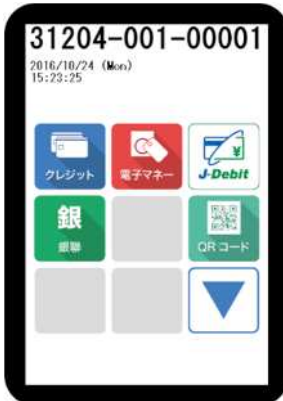 31204-001-00001
2016/10/24 (Mon)
15:23:25
クレジット
電子マネー
J-Debit
銀
銀聯
QRコード